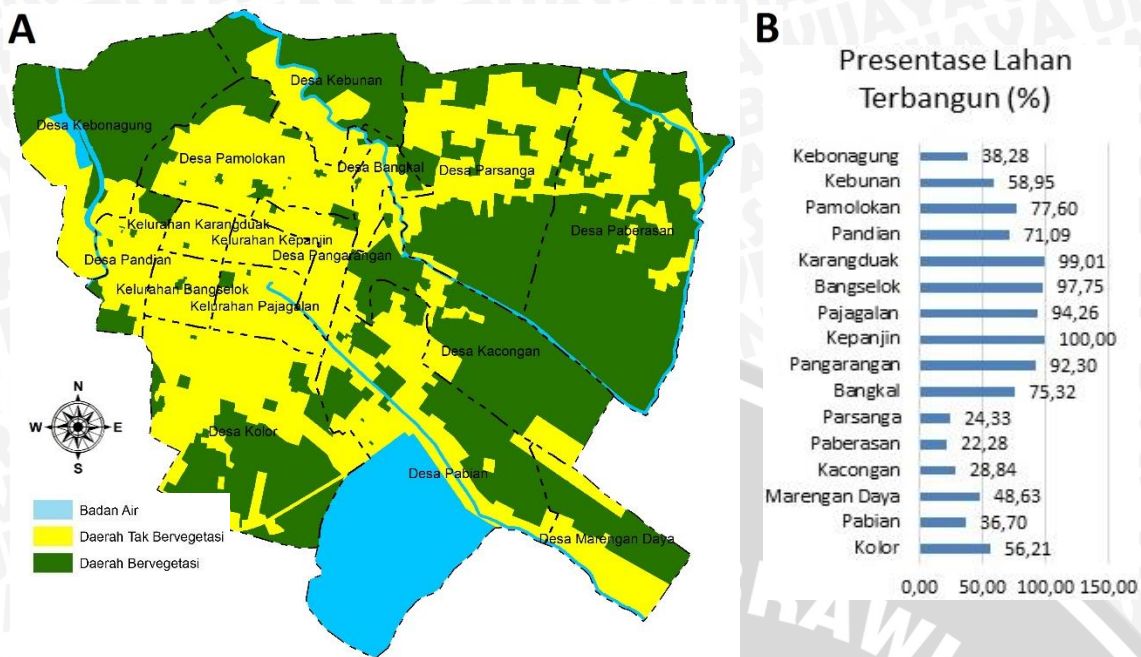 A
Desa Kebunan
Desa Kebonagung
Desa Pamolokan
Desa Bangkal
Desa Parsanga
Kelurahan Karangduak
Desa Paberasan
Kelurahan Kepanjin
Desa Pandian
Desa Pangarangan
Kelurahan Bangselok
Kelurahan Pajagalan
Desa Kacongan
N
W
E
S
Desa Kolor
Desa Pabian
Desa Marengan Daya
Badan Air
Daerah Tak Bervegetasi
Daerah Bervegetasi
B
Presentase Lahan
Terbangun (%)
Kebonagung 38,28
Kebunan 58,95
Pamolokan 77,60
Pandian 71,09
Karangduak 99,01
Bangselok 97,75
Pajagalan 94,26
Kepanjin 100,00
Pangarangan 92,30
Bangkal 75,32
Parsanga 24,33
Paberasan 22,28
Kacongan 28,84
Marengan Daya 48,63
Pabian 36,70
Kolor 56,21
0,00 50,00 100,00 150,00